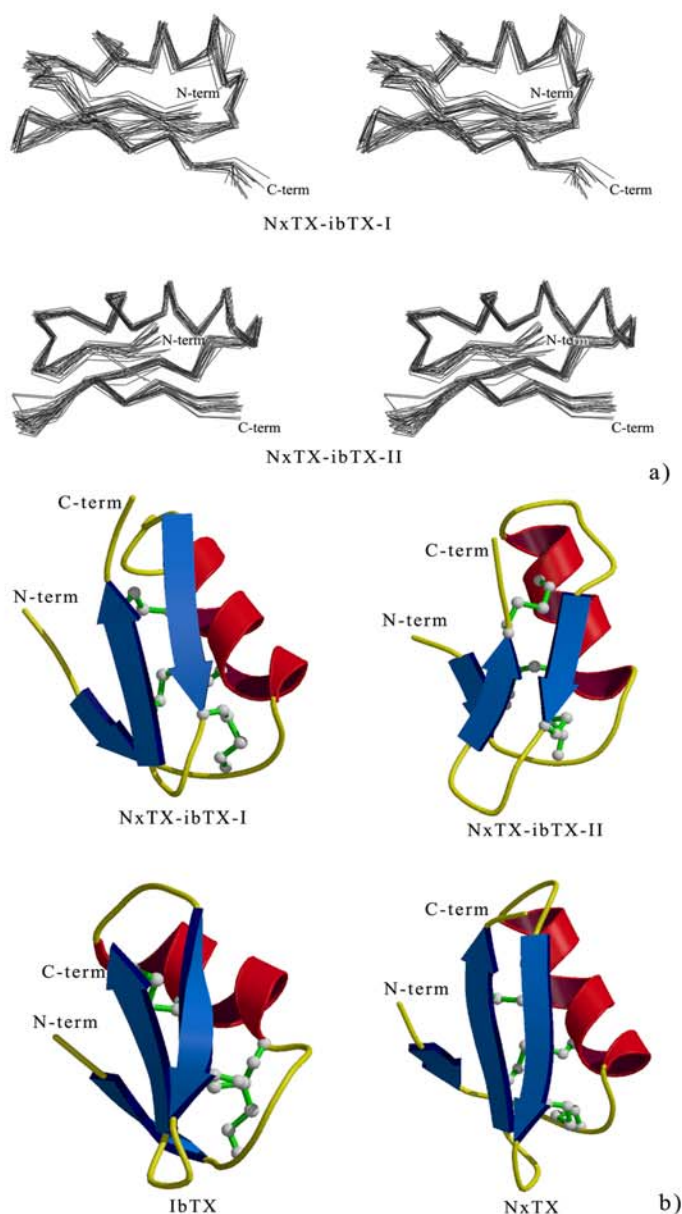 N-term
N-term
C-term
C-term
NxTX-ibTX-I
N-term
N-term
C-term
C-term
NxTX-ibTX-II
a)
C-term
C-term
N-term
N-term
NxTX-ibTX-I
NxTX-ibTX-II
C-term
C-term
N-term
N-term
IbTX
NxTX
b)